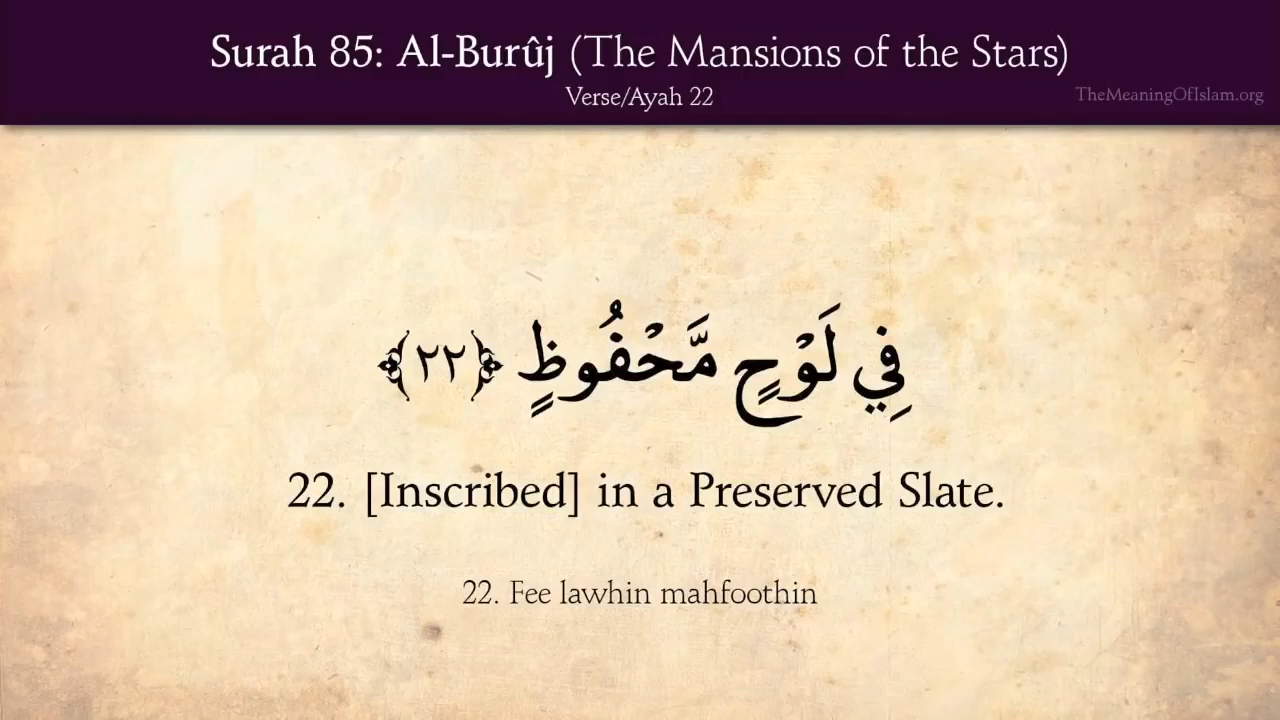 Surah 85: Al-Burûj (The Mansions of the Stars)
Verse/Ayah 22
TheMeaningOfIslam.org
فِي لَوْحٍ مَّحْفُوظٍ ﴿٢٢﴾
22. [Inscribed] in a Preserved Slate.
22. Fee lawhin mahfoothin